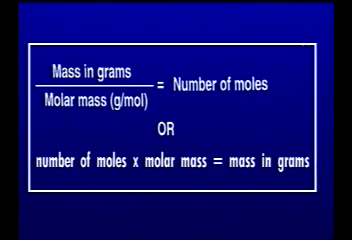 Mass in grams
Molar mass (g/mol)
= Number of moles
OR
number of moles x molar mass = mass in grams